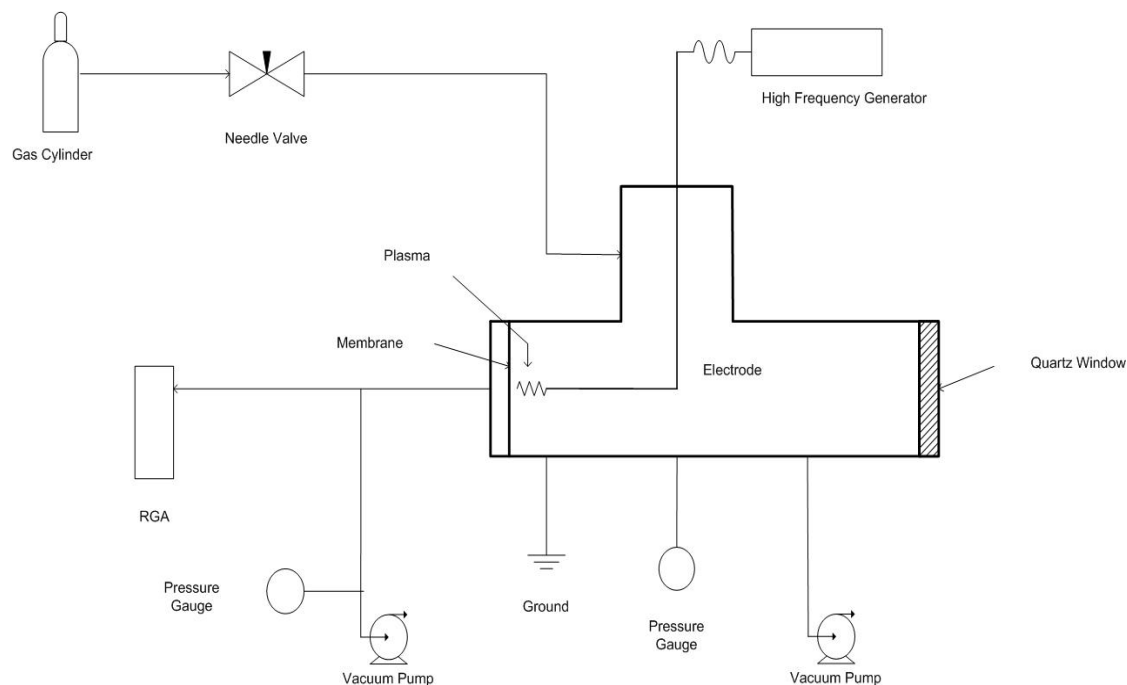 High Frequency Generator
Gas Cylinder
Needle Valve
Plasma
Membrane
Electrode
Quartz Window
RGA
Pressure
Gauge
Ground
Pressure
Gauge
Vacuum Pump
Vacuum Pump